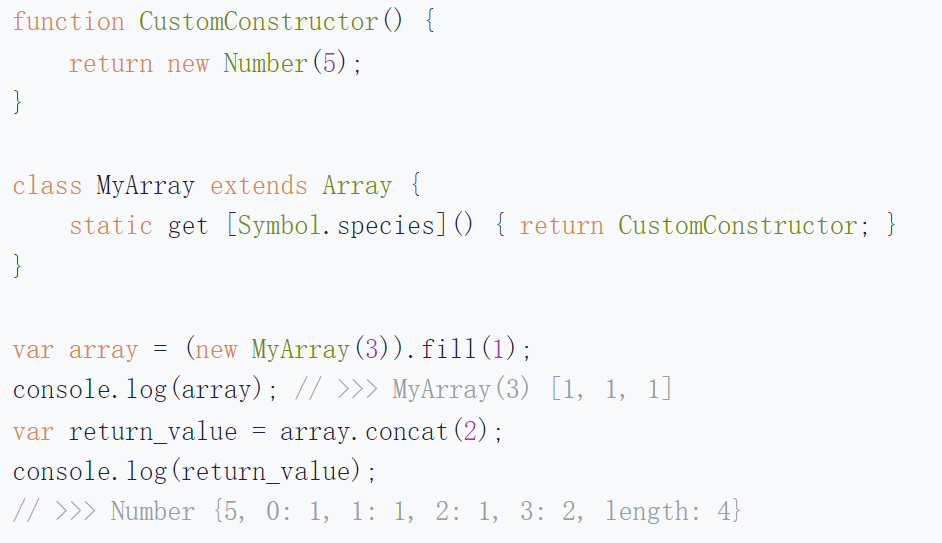 function CustomConstructor() {
    return new Number(5);
}

class MyArray extends Array {
    static get [Symbol.species]() { return CustomConstructor; }
}

var array = (new MyArray(3)).fill(1);
console.log(array); // >>> MyArray(3) [1, 1, 1]
var return_value = array.concat(2);
console.log(return_value);
// >>> Number {5, 0: 1, 1: 1, 2: 1, 3: 2, length: 4}